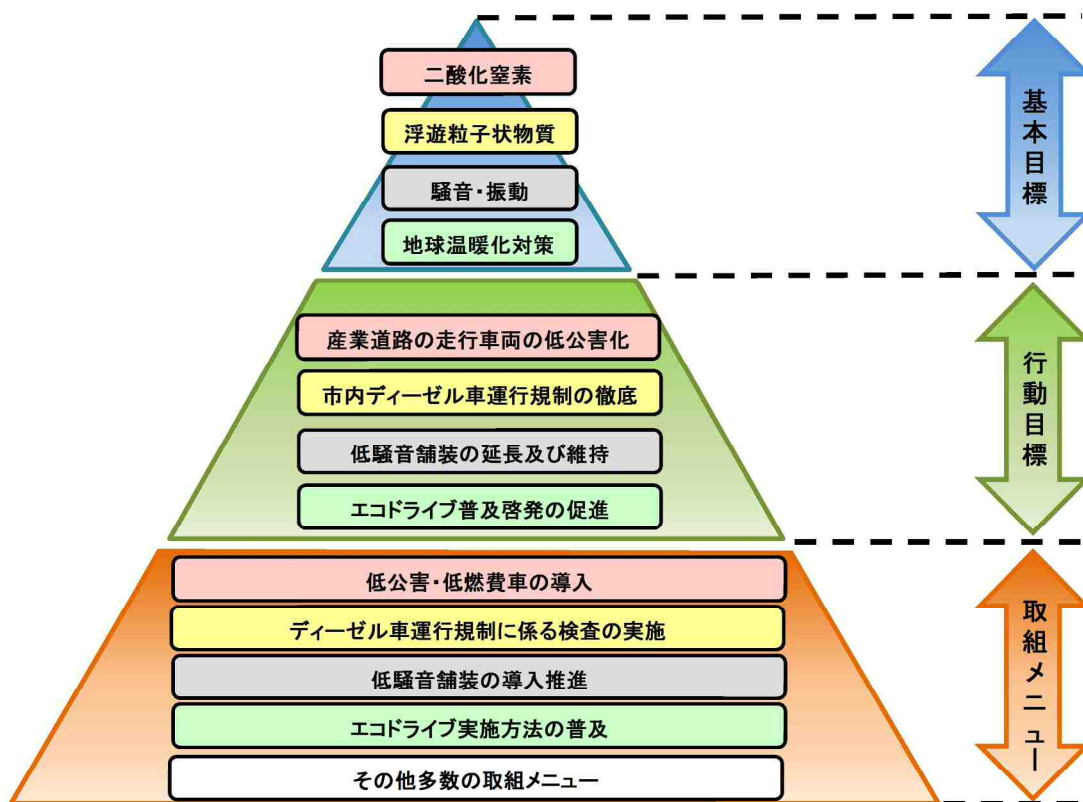 二酸化窒素
浮遊粒子状物質
騒音・振動
地球温暖化対策
基本目標
産業道路の走行車両の低公害化
市内ディーゼル車運行規制の徹底
低騒音舗装の延長及び維持
エコドライブ普及啓発の促進
行動目標
低公害・低燃費車の導入
ディーゼル車運行規制に係る検査の実施
低騒音舗装の導入推進
エコドライブ実施方法の普及
その他多数の取組メニュー
取組メニュー